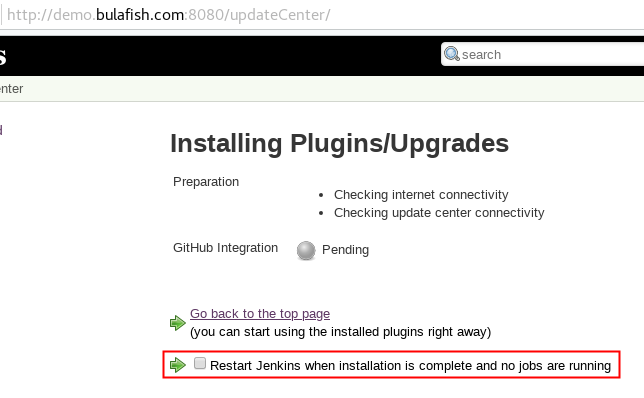 http://demo.bulafish.com:8080/updateCenter/
s
search
enter
d
Installing Plugins/Upgrades
Preparation
Checking internet connectivity
Checking update center connectivity
GitHub Integration Pending
Go back to the top page
(you can start using the installed plugins right away)
Restart Jenkins when installation is complete and no jobs are running